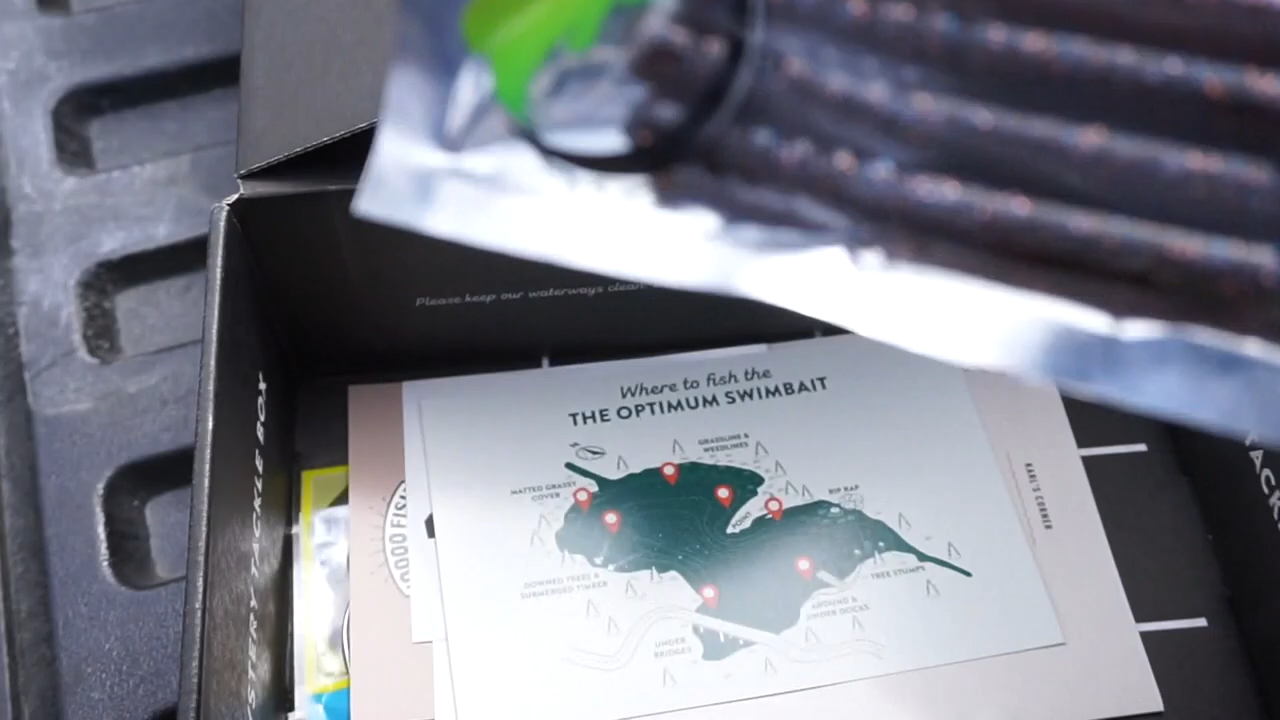 Please keep our waterways clean.
Where to fish the
THE OPTIMUM SWIMBAIT
GRASSLINE &
WEEDLINES
MATTED GRASSY
COVER
RIP RAP
POINT
DOWNED TREES &
SUBMERGED TIMBER
TREE STUMPS
AROUND &
UNDER DOCKS
UNDER
BRIDGES
KARL'S CORNER
MYSTERY TACKLE BOX